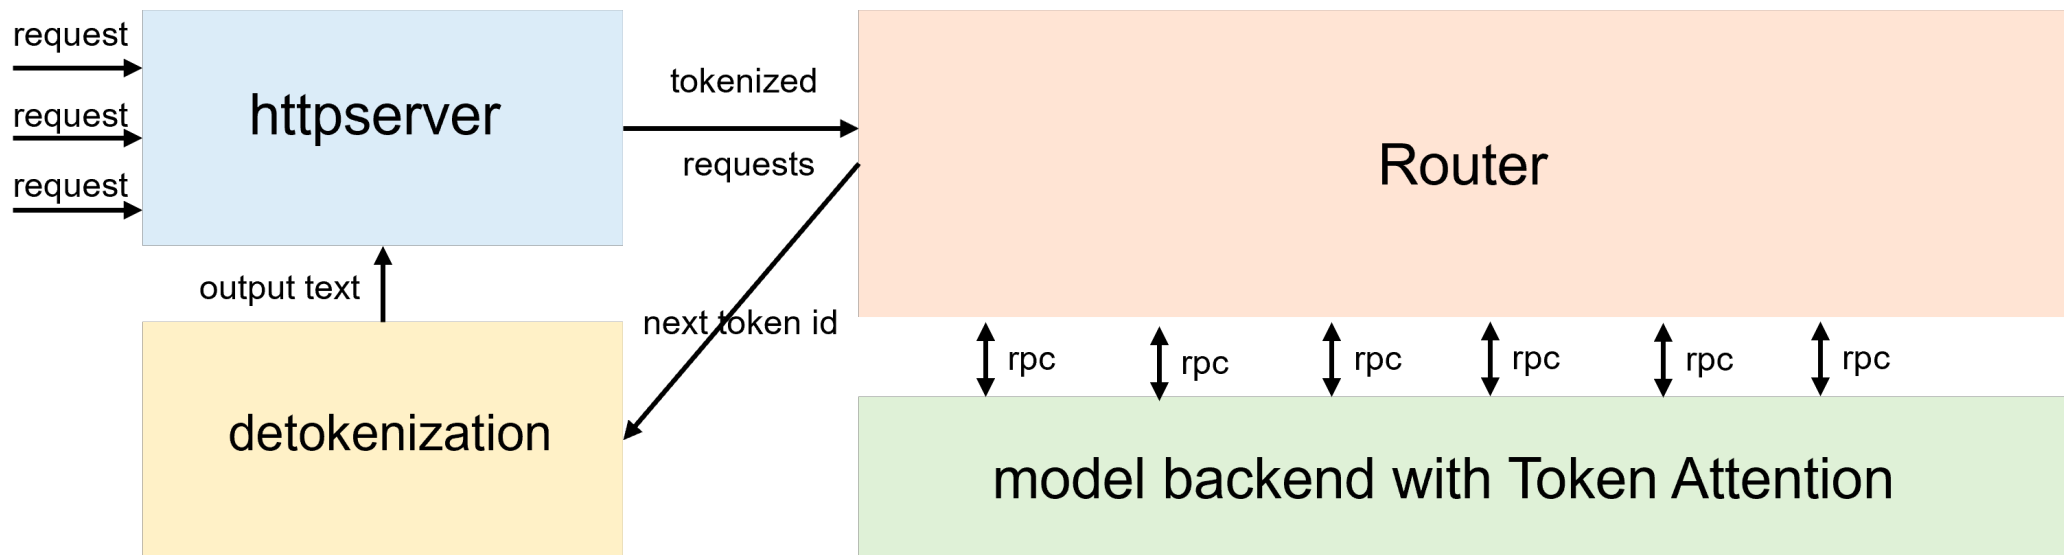 request
request
request
httpserver
tokenized
requests
Router
output text
next token id
rpc
rpc
rpc
rpc
rpc
rpc
detokenization
model backend with Token Attention